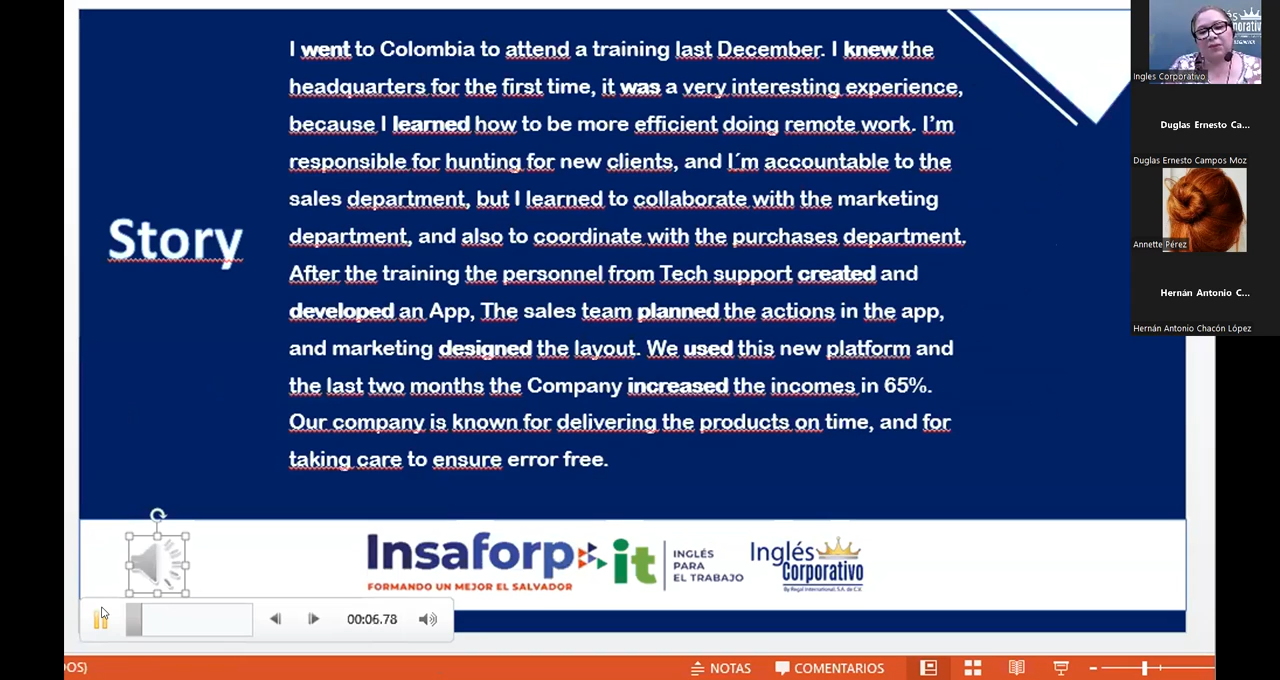 I went to Colombia to attend a training last December. I knew the
headquarters for the first time, it was a very interesting experience,
because I learned how to be more efficient doing remote work. I'm
responsible for hunting for new clients, and I´m accountable to the
sales department, but I learned to collaborate with the marketing
department, and also to coordinate with the purchases department.
After the training the personnel from Tech support created and
developed an App, The sales team planned the actions in the app,
and marketing designed the layout. We used this new platform and
the last two months the Company increased the incomes in 65%.
Our company is known for delivering the products on time, and for
taking care to ensure error free.
Story
Insaforp
FORMANDO UN MEJOR EL SALVADOR
it
INGLÉS
PARA
EL TRABAJO
Inglés
Corporativo
By Regal International, S.A. de C.V.
00:06.78
DOS)
NOTAS
COMENTARIOS
Ingles Corporativo
Duglas Ernesto Ca...
Duglas Ernesto Campos Moz
Annette Pérez
Hernán Antonio C...
Hernán Antonio Chacón López